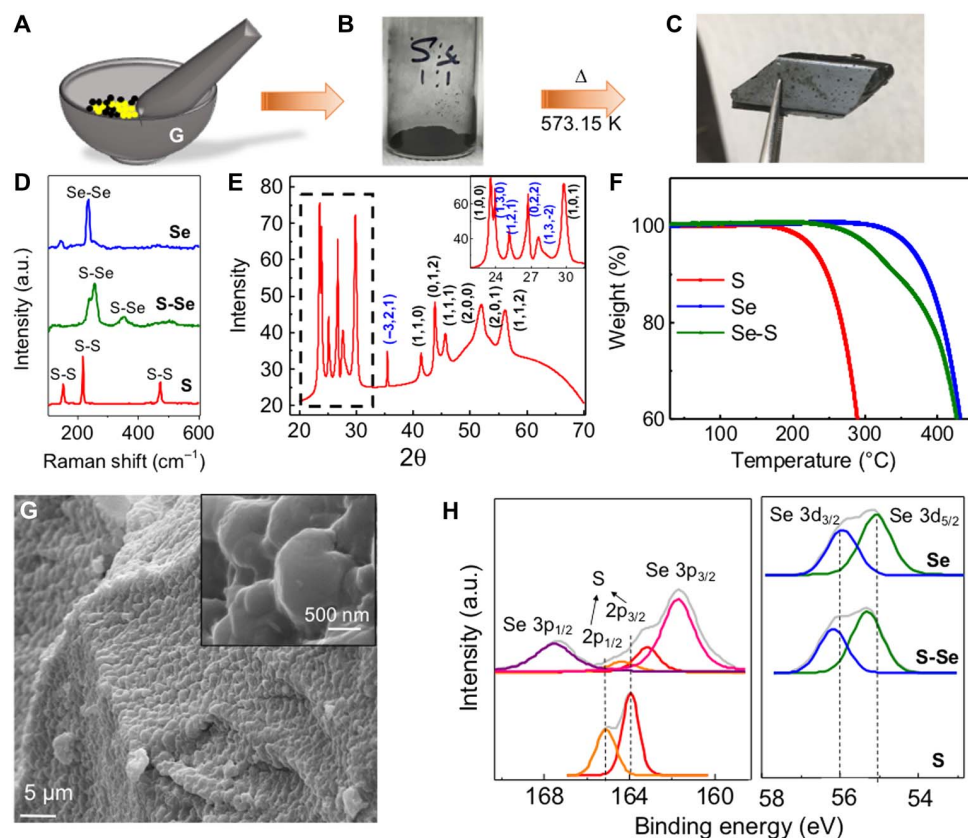 A
B
C
G
S:Se
1:1
Δ
573.15 K
D
E
F
Intensity (a.u.)
Se–Se
Se
S–Se
S–Se
S-Se
S–S
S–S
S–S
S
200 400 600
Raman shift (cm⁻¹)
Intensity
80
70
60
50
40
30
20
(−3,2,1)
(1,1,0)
(0,1,2)
(1,1,1)
(2,0,0)
(2,0,1)
(1,1,2)
60
40
(1,0,0)
(1,3,0)
(1,2,1)
(0,2,2)
(1,3,-2)
(1,0,1)
24 27 30
20 30 40 50 60 70
2θ
Weight (%)
100
80
60
S
Se
Se-S
100 200 300 400
Temperature (°C)
G
500 nm
5 μm
H
Intensity (a.u.)
Se 3p1/2
S
2p3/2
2p1/2
Se 3p3/2
168 164 160
Se 3d3/2
Se 3d5/2
Se
S-Se
S
58 56 54
Binding energy (eV)